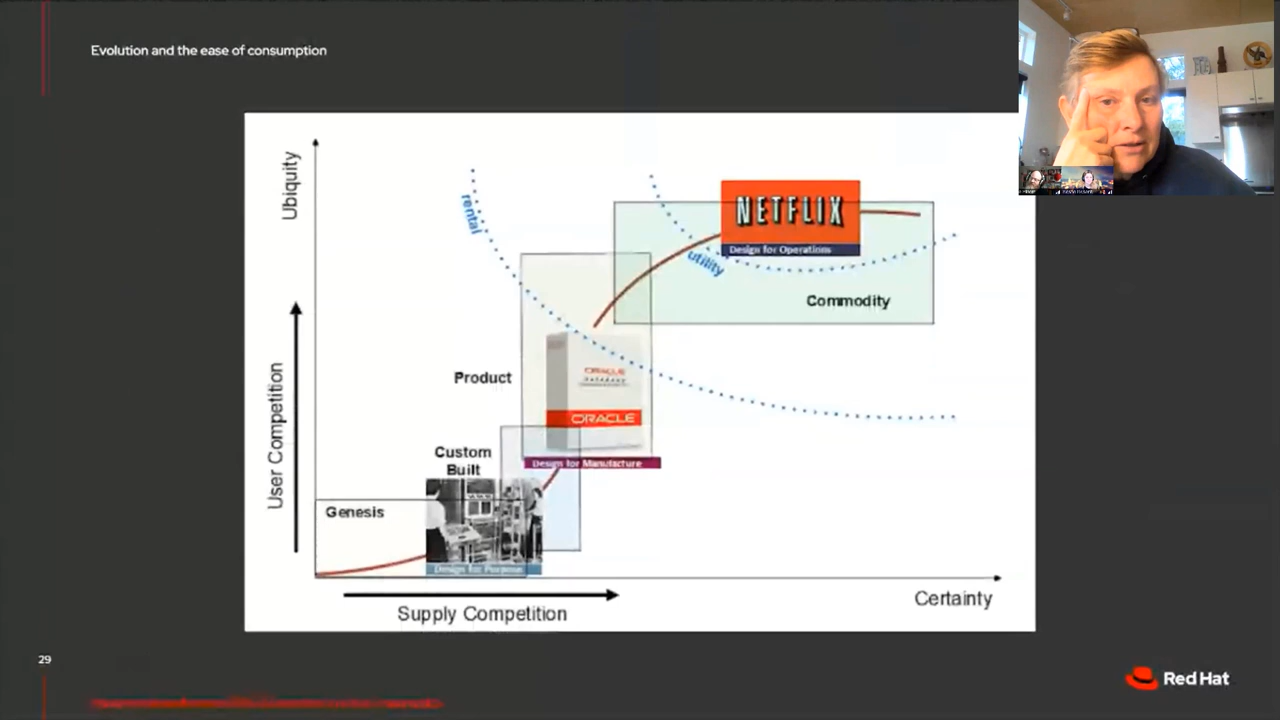 Evolution and the ease of consumption
Ubiquity
rental
NETFLIX
Design for Operations
utility
Commodity
Product
ORACLE
ORACLE
Design for Manufacture
User Competition
Custom
Built
Genesis
Design for Purpose
Certainty
Supply Competition
29
Red Hat